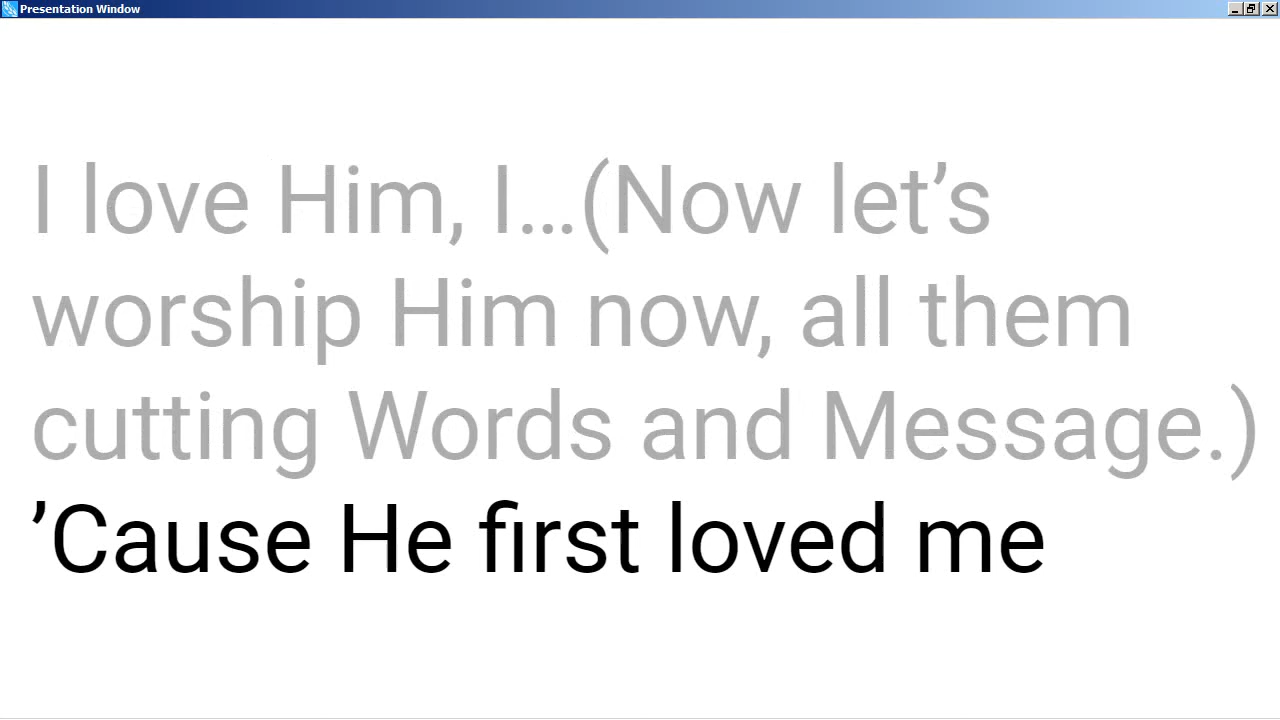 Presentation Window
I love Him, I…(Now let’s
worship Him now, all them
cutting Words and Message.)
’Cause He first loved me